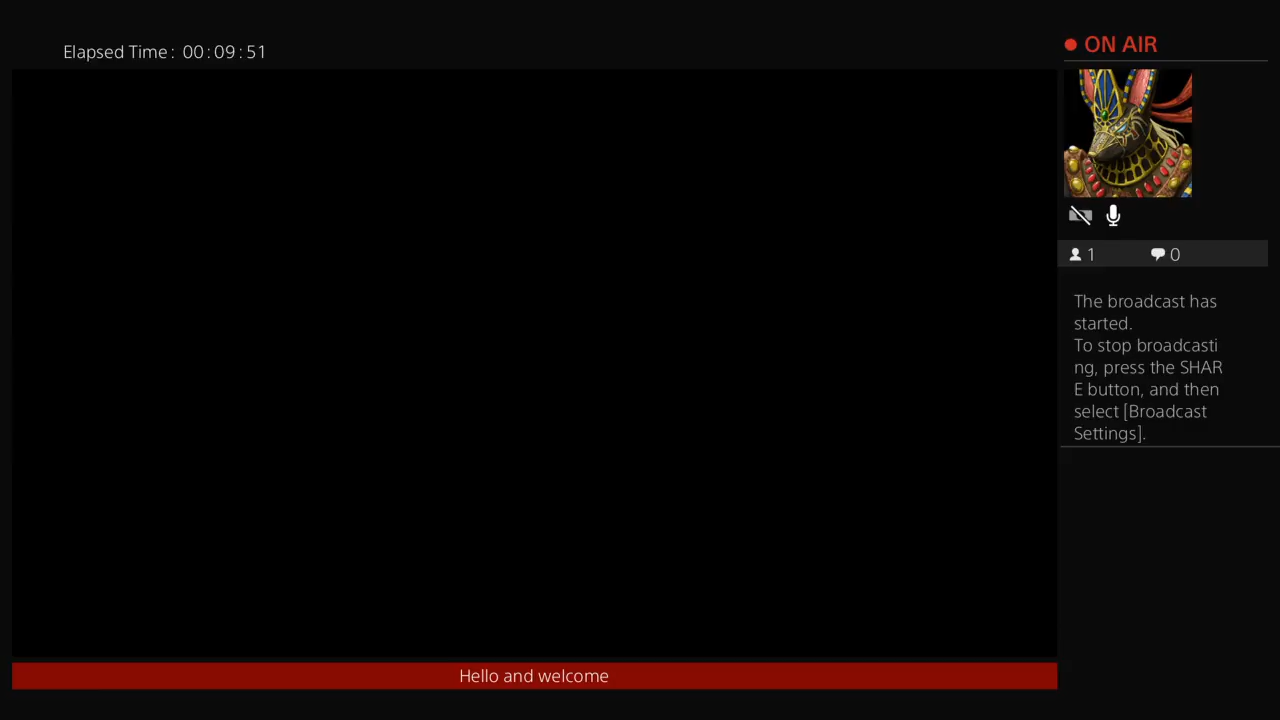 Elapsed Time: 00:09:51
ON AIR
1 0
The broadcast has
started.
To stop broadcasti
ng, press the SHAR
E button, and then
select [Broadcast
Settings].
Hello and welcome